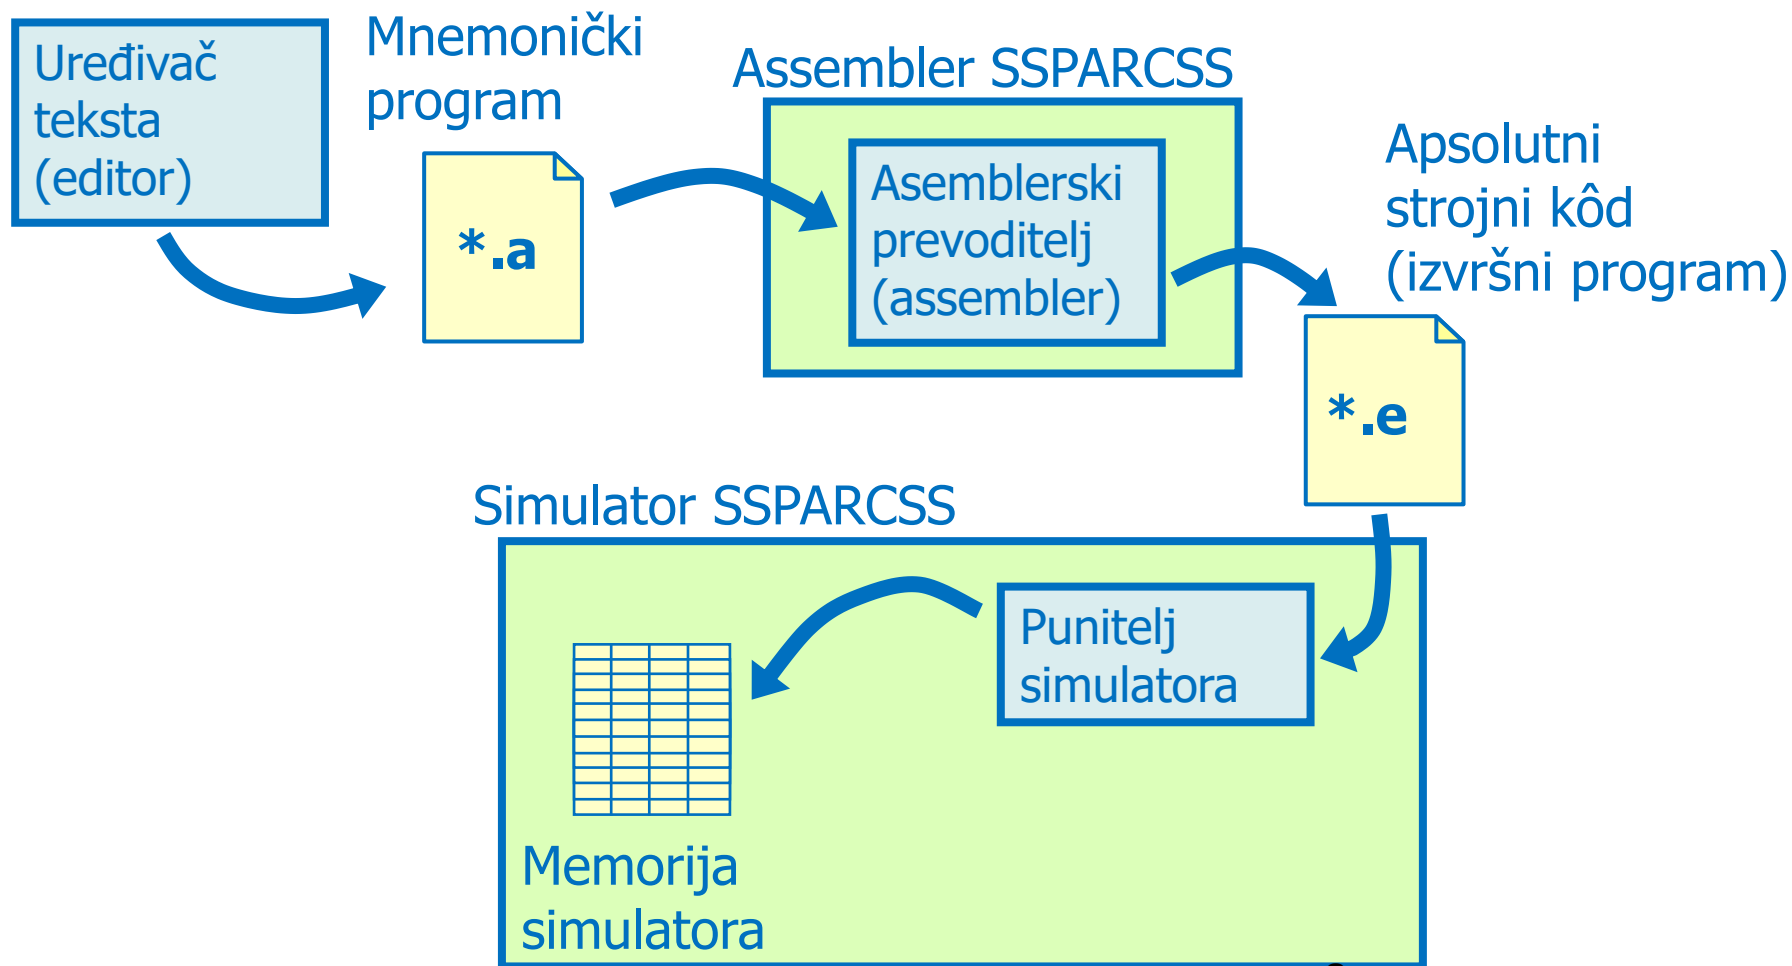 Uređivač
teksta
(editor)
Mnemonički
program
*.a
Assembler SSPARCSS
Asemblerski
prevoditelj
(assembler)
Apsolutni
strojni kôd
(izvršni program)
*.e
Simulator SSPARCSS
Punitelj
simulatora
Memorija
simulatora